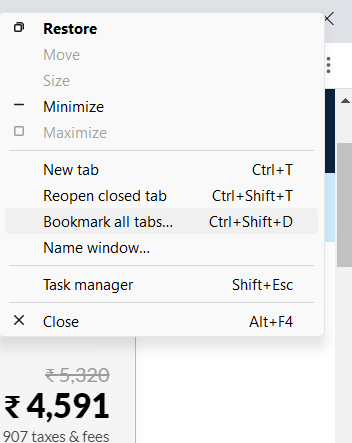 Restore
Move
Size
Minimize
Maximize
New tab Ctrl+T
Reopen closed tab Ctrl+Shift+T
Bookmark all tabs... Ctrl+Shift+D
Name window...
Task manager Shift+Esc
Close Alt+F4
₹ 5,320
₹ 4,591
907 taxes & fees